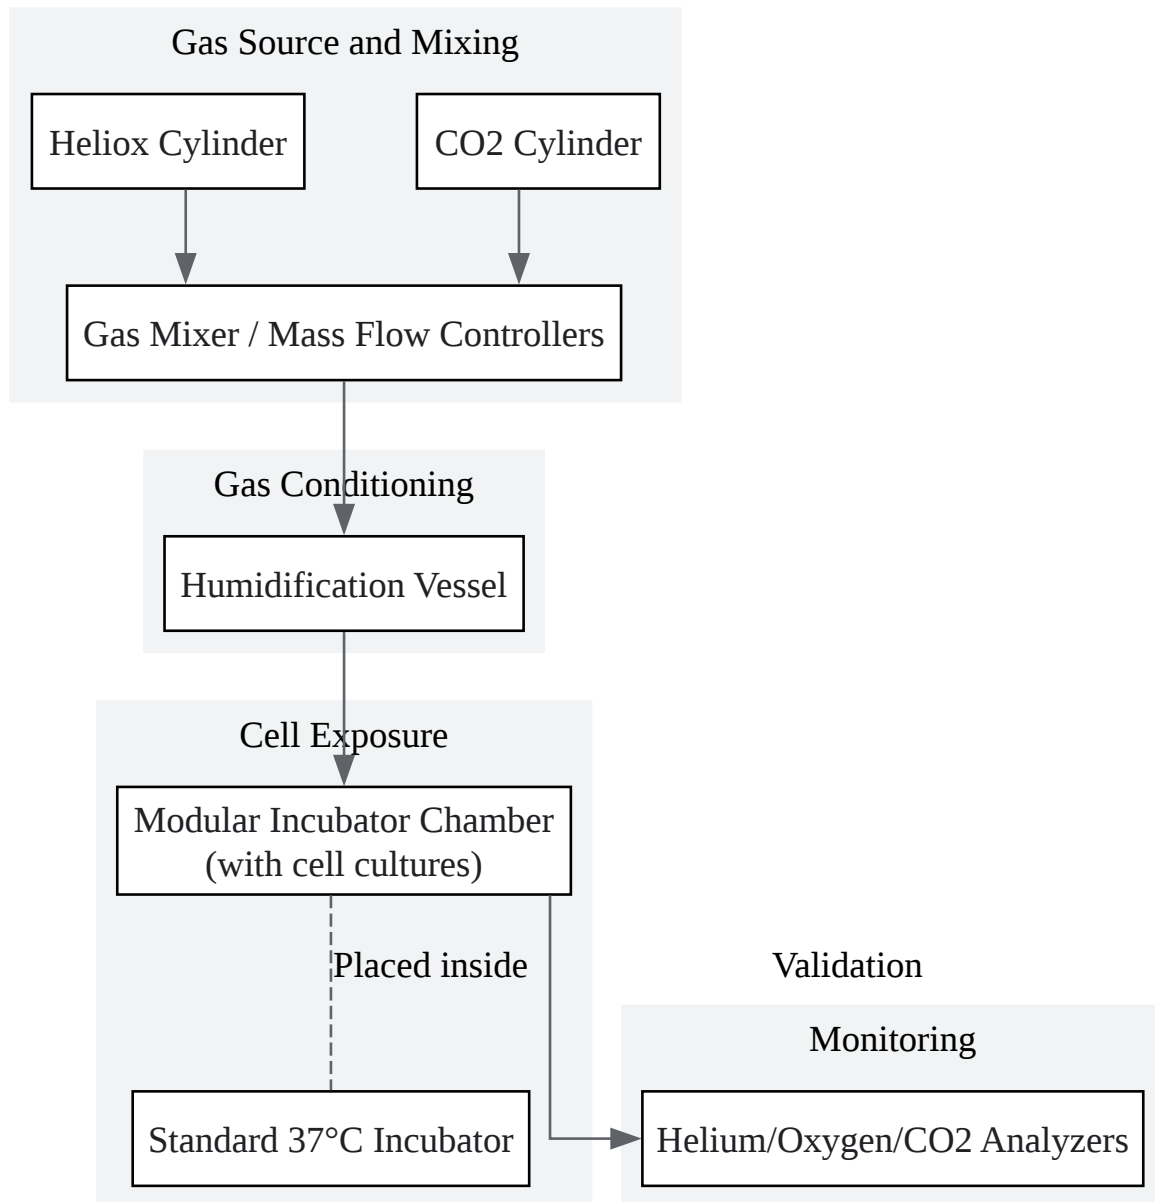 Gas Source and Mixing
Heliox Cylinder
CO2 Cylinder
Gas Mixer / Mass Flow Controllers
Gas Conditioning
Humidification Vessel
Cell Exposure
Modular Incubator Chamber
(with cell cultures)
Placed inside
Validation
Monitoring
Standard 37°C Incubator
Helium/Oxygen/CO2 Analyzers